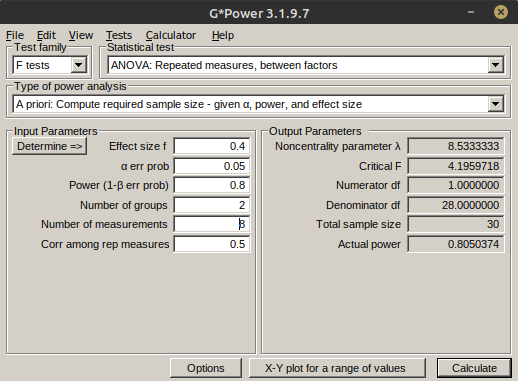 G*Power 3.1.9.7
File Edit View Tests Calculator Help
Test family
F tests
Statistical test
ANOVA: Repeated measures, between factors
Type of power analysis
A priori: Compute required sample size - given α, power, and effect size
Input Parameters
Determine =>
Effect size f 0.4
α err prob 0.05
Power (1-β err prob) 0.8
Number of groups 2
Number of measurements 8
Corr among rep measures 0.5
Output Parameters
Noncentrality parameter λ 8.5333333
Critical F 4.1959718
Numerator df 1.0000000
Denominator df 28.0000000
Total sample size 30
Actual power 0.8050374
Options
X-Y plot for a range of values
Calculate